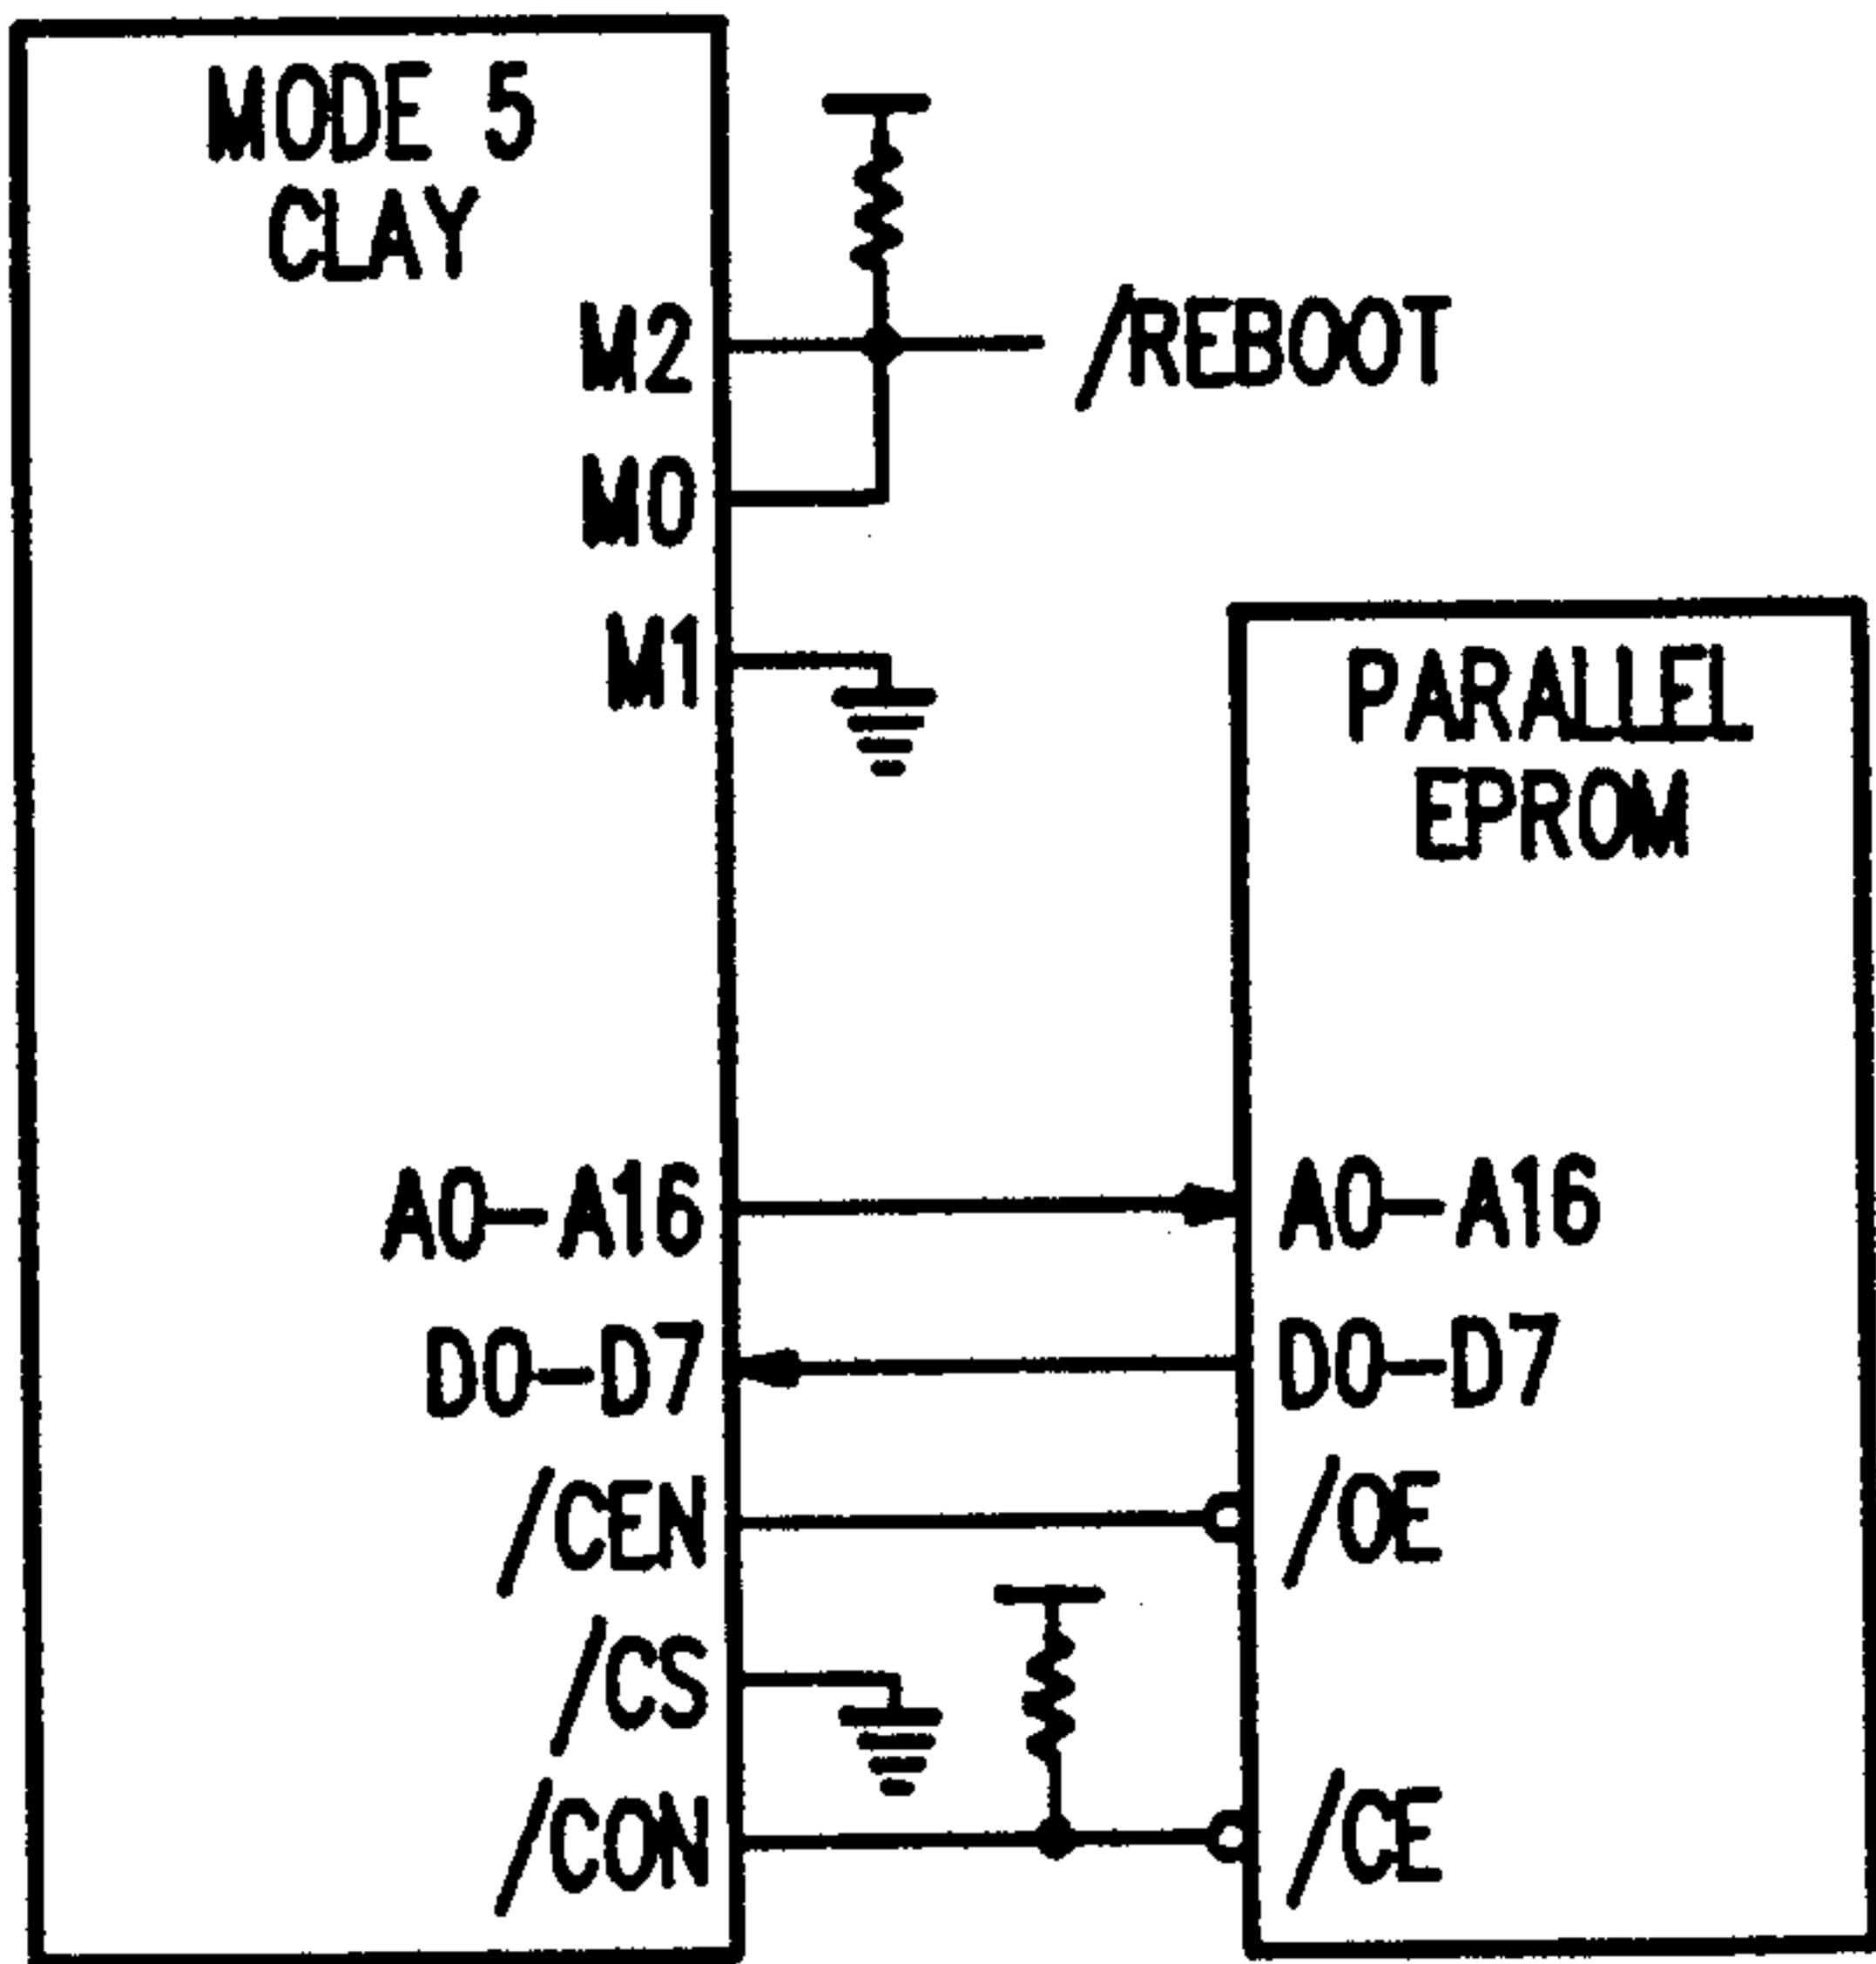 MODE 5
CLAY
M2
/REBOOT
M0
M1
PARALLEL
EPROM
A0-A16
A0-A16
D0-D7
D0-D7
/CEN
/OE
/CS
/CON
/CE